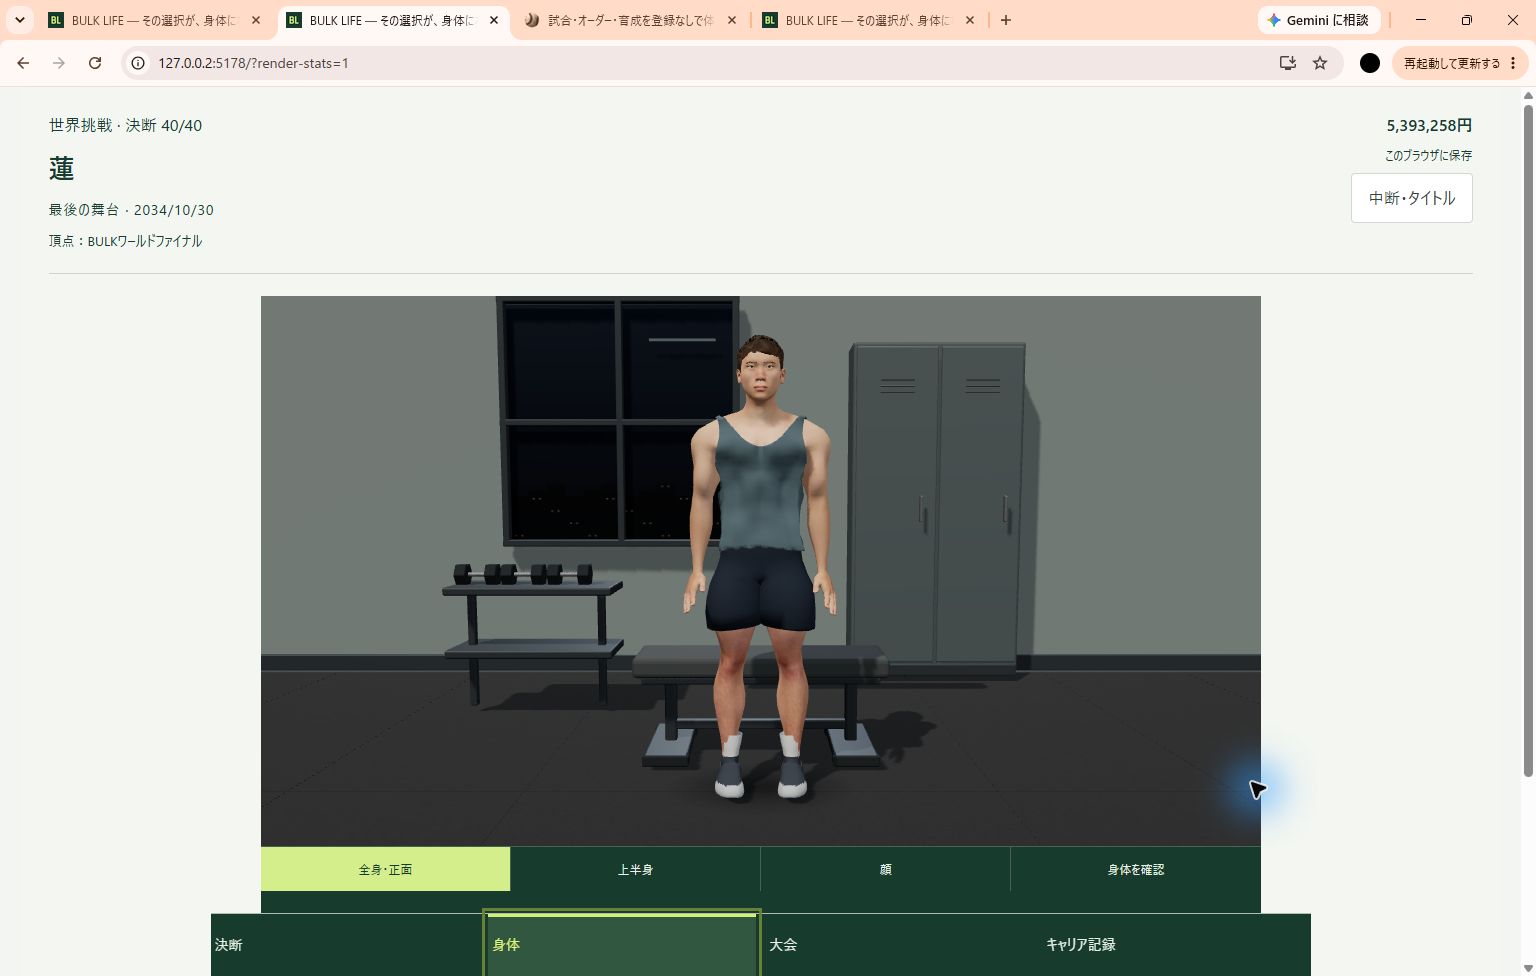 BL BULK LIFE — その選択が、身体に
BL BULK LIFE — その選択が、身体に
試合・オーダー・育成を登録なしで体
BL BULK LIFE — その選択が、身体に
Gemini に相談
127.0.0.2:5178/?render-stats=1
再起動して更新する
世界挑戦 · 決断 40/40
5,393,258円
蓮
このブラウザに保存
中断・タイトル
最後の舞台 · 2034/10/30
頂点：BULKワールドファイナル
全身・正面
上半身
顔
身体を確認
決断
身体
大会
キャリア記録